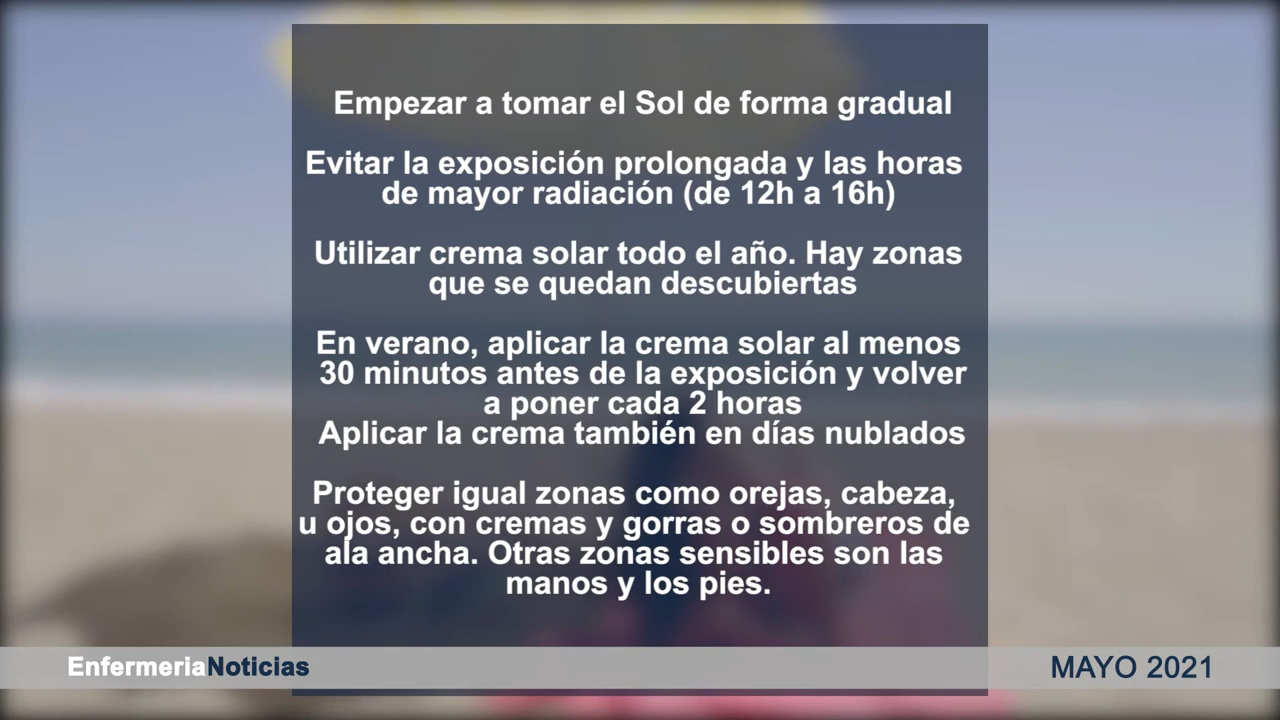 Empezar a tomar el Sol de forma gradual
Evitar la exposición prolongada y las horas
de mayor radiación (de 12h a 16h)
Utilizar crema solar todo el año. Hay zonas
que se quedan descubiertas
En verano, aplicar la crema solar al menos
30 minutos antes de la exposición y volver
a poner cada 2 horas
Aplicar la crema también en días nublados
Proteger igual zonas como orejas, cabeza,
u ojos, con cremas y gorras o sombreros de
ala ancha. Otras zonas sensibles son las
manos y los pies.
EnfermeriaNoticias
MAYO 2021